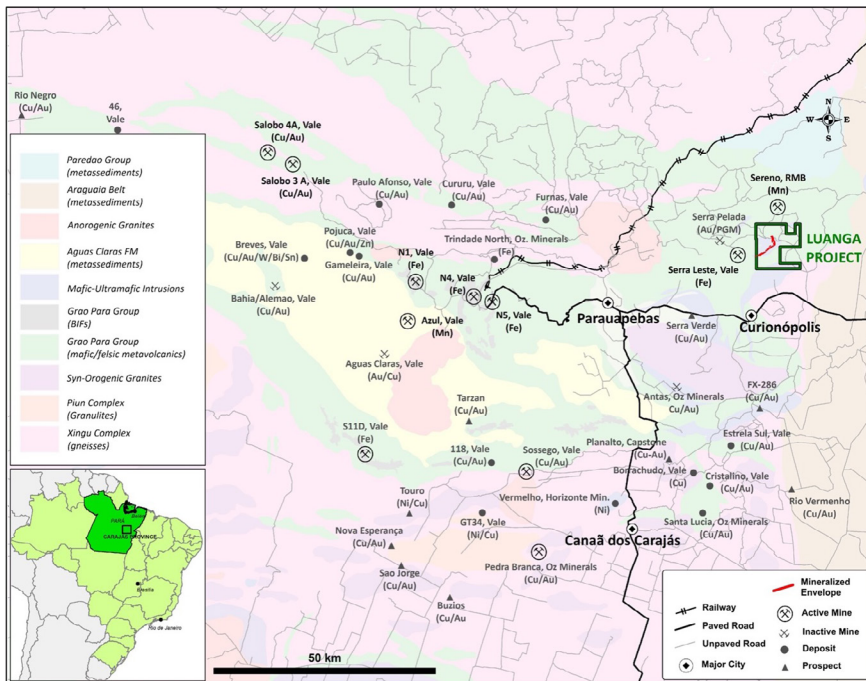 Rio Negro
(Cu/Au)
46,
Vale
Salobo 4A, Vale
(Cu/Au)
Salobo 3 A, Vale
(Cu/Au)
Paulo Afonso, Vale
(Cu/Au)
Cururu, Vale
(Cu/Au)
Furnas, Vale
(Cu/Au)
N
W
E
S
Sereno, RMB
(Mn)
Serra Pelada
(Au/PGM)
LUANGA
PROJECT
Serra Leste, Vale
(Fe)
Breves, Vale
(Cu/Au/W/Bi/Sn)
Pojuca, Vale
(Cu/Au/Zn)
Gameleira, Vale
(Cu/Au)
N1, Vale
(Fe)
Trindade North, Oz. Minerals
(Fe)
N4, Vale
(Fe)
N5, Vale
(Fe)
Bahia/Alemao, Vale
(Cu/Au)
Azul, Vale
(Mn)
Parauapebas
Serra Verde
(Cu/Au)
Curionópolis
Aguas Claras, Vale
(Au/Cu)
Tarzan
(Cu/Au)
Antas, Oz Minerals
Cu/Au)
FX-286
(Cu/Au)
S11D, Vale
(Fe)
118, Vale
(Cu/Au)
Sossego, Vale
(Cu/Au)
Planalto, Capstone
(Cu-Au)
Estrela Sul, Vale
(Cu/Au)
Borrachudo, Vale
(Cu)
Cristalino, Vale
(Cu/Au)
Touro
(Ni/Cu)
Vermelho, Horizonte Min.
(Ni)
Rio Vermenho
(Cu/Au)
GT34, Vale
(Ni/Cu)
Santa Lucia, Oz Minerals
(Cu/Au)
Nova Esperança
(Cu/Au)
Canaã dos Carajás
Pedra Branca, Oz Minerals
(Cu/Au)
Sao Jorge
(Cu/Au)
Buzios
(Cu/Au
50 km
Paredao Group
(metassediments)
Araguaia Belt
(metassediments)
Anorogenic Granites
Aguas Claras FM
(metassediments)
Mafic-Ultramafic Intrusions
Grao Para Group
(BIFs)
Grao Para Group
(mafic/felsic metavolcanics)
Syn-Orogenic Granites
Piun Complex
(Granulites)
Xingu Complex
(gneisses)
PARÁ
Belém
CARAJÁS PROVINCE
Brasília
Rio de Janeiro
Railway
Paved Road
Unpaved Road
Major City
Mineralized
Envelope
Active Mine
Inactive Mine
Deposit
Prospect